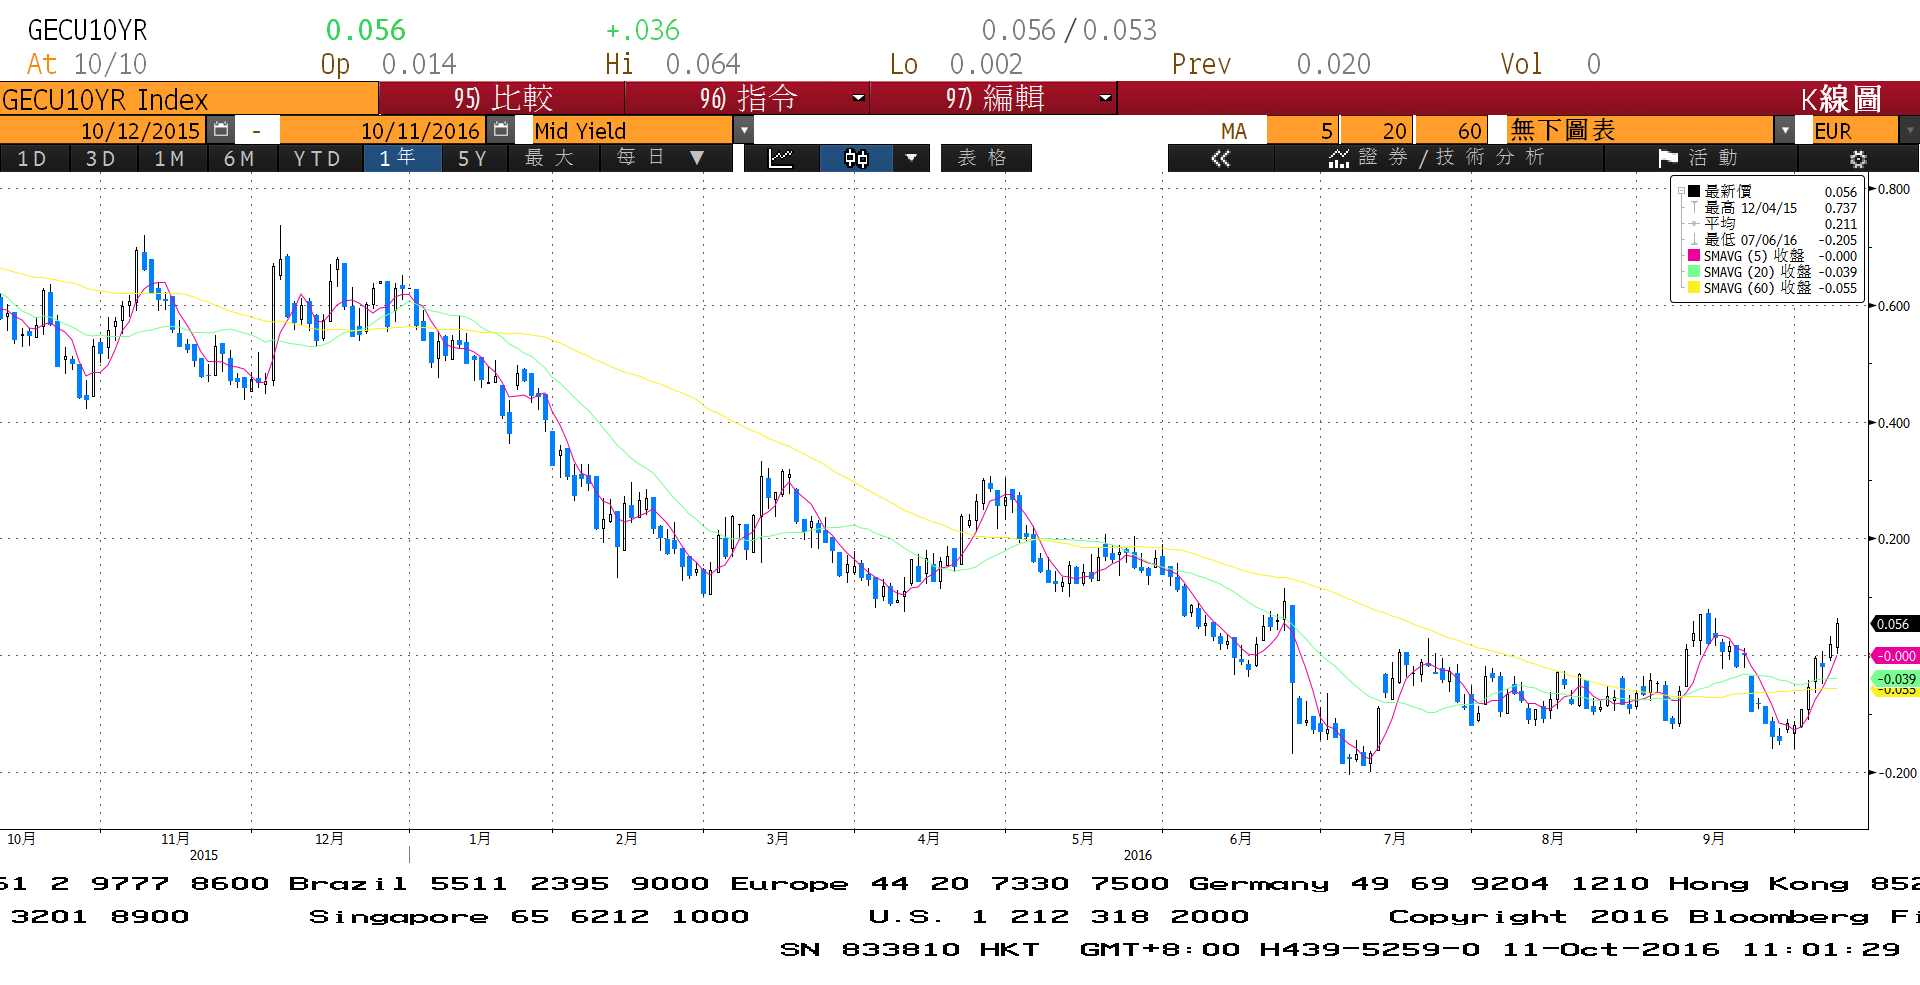 GECU10YR 0.056 +.036 0.056 / 0.053
At 10/10 Op 0.014 Hi 0.064 Lo 0.002 Prev 0.020 Vol 0
GECU10YR Index 95) 比較 96) 指令 97) 編輯 K線圖
10/12/2015 - 10/11/2016 Mid Yield MA 5 20 60 無下圖表 EUR
1D 3D 1M 6M YTD 1年 5Y 最大 每日 表格 證券/技術分析 活動
最新價 0.056
最高 12/04/15 0.737
平均 0.211
最低 07/06/16 -0.205
SMAVG (5) 收盤 -0.000
SMAVG (20) 收盤 -0.039
SMAVG (60) 收盤 -0.055
0.800
0.600
0.400
0.200
0.056
-0.000
-0.039
-0.055
-0.200
10月 11月 12月 1月 2月 3月 4月 5月 6月 7月 8月 9月
2015 2016
61 2 9777 8600 Brazil 5511 2395 9000 Europe 44 20 7330 7500 Germany 49 69 9204 1210 Hong Kong 852
3201 8900 Singapore 65 6212 1000 U.S. 1 212 318 2000 Copyright 2016 Bloomberg Fi
SN 833810 HKT GMT+8:00 H439-5259-0 11-Oct-2016 11:01:29